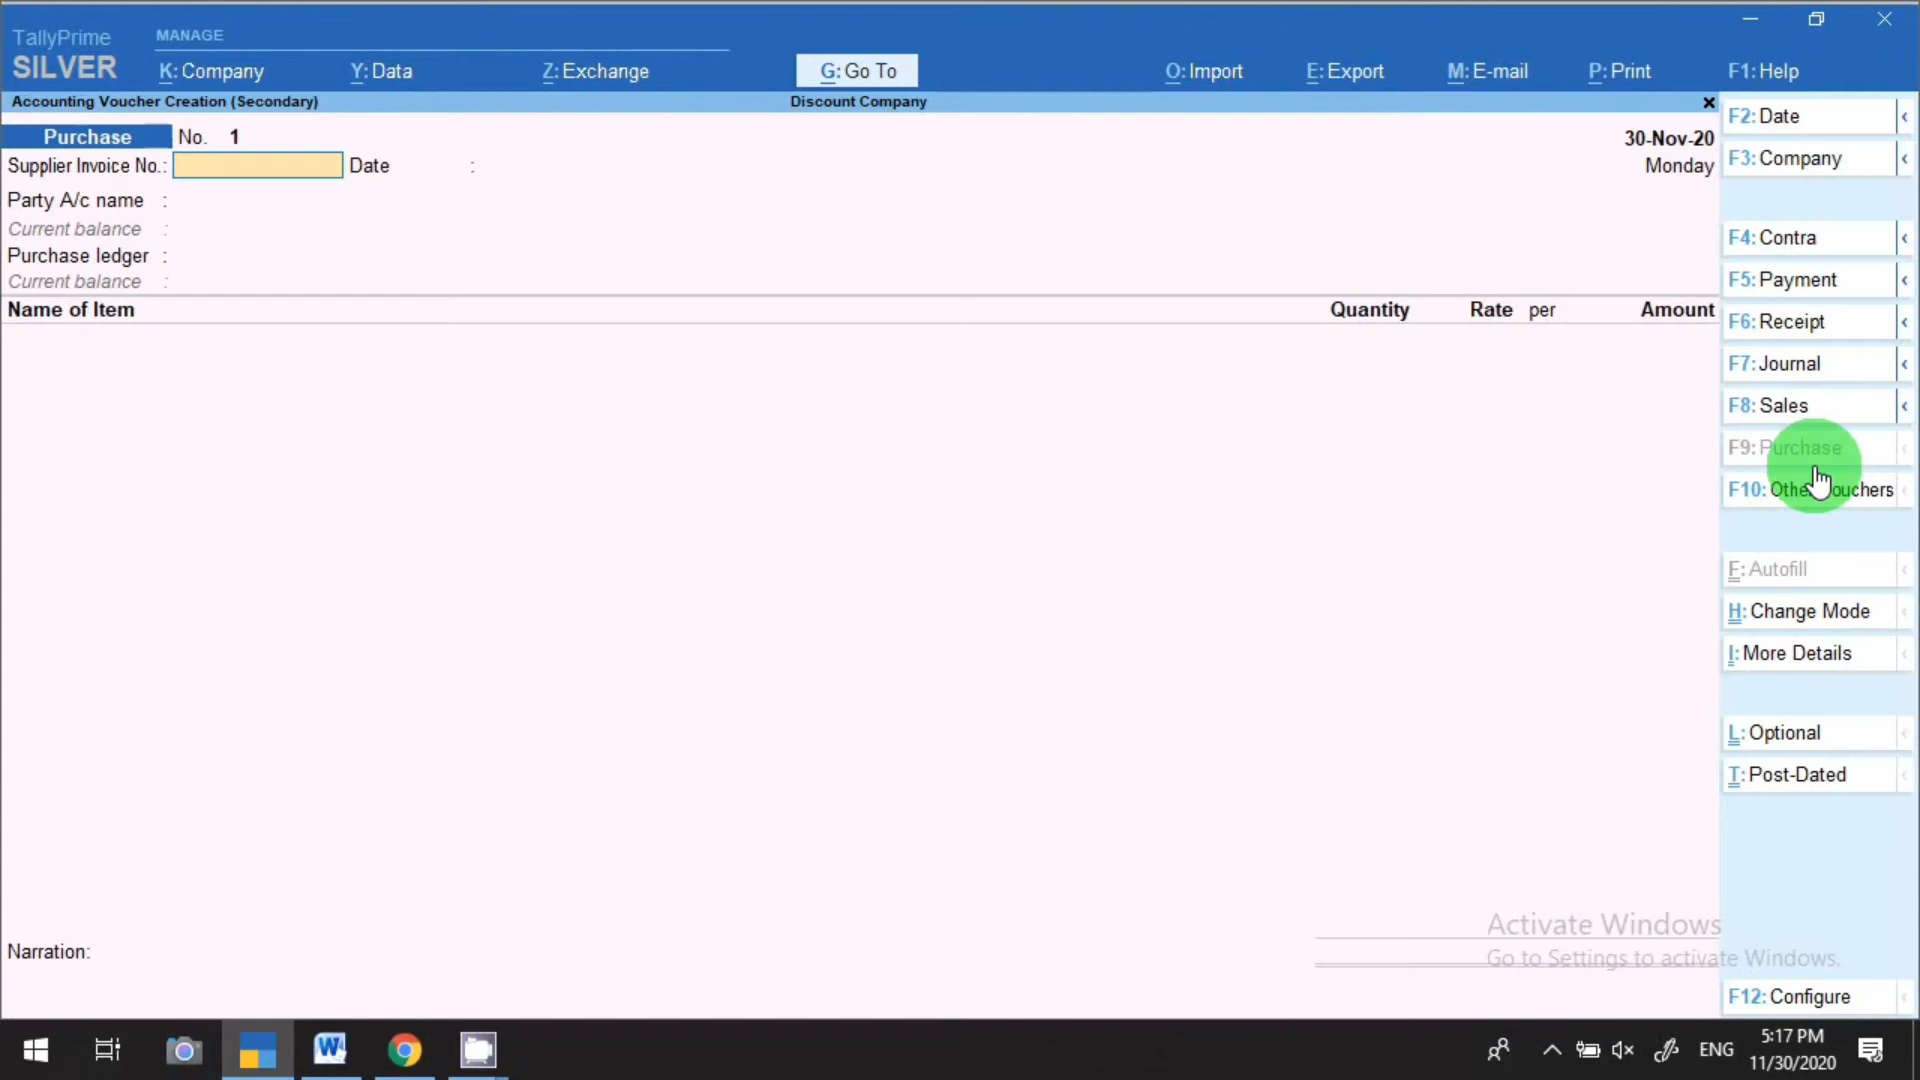 TallyPrime
SILVER
MANAGE
K: Company
Y: Data
Z: Exchange
G: Go To
O: Import
E: Export
M: E-mail
P: Print
F1: Help
Accounting Voucher Creation (Secondary)
Discount Company
Purchase No. 1
30-Nov-20
Supplier Invoice No.: Date :
Monday
Party A/c name :
Current balance :
Purchase ledger :
Current balance :
Name of Item Quantity Rate per Amount
Narration:
F2: Date
F3: Company
F4: Contra
F5: Payment
F6: Receipt
F7: Journal
F8: Sales
F9: Purchase
F10: Other Vouchers
F: Autofill
H: Change Mode
I: More Details
L: Optional
T: Post-Dated
Activate Windows
Go to Settings to activate Windows.
F12: Configure
ENG
5:17 PM
11/30/2020